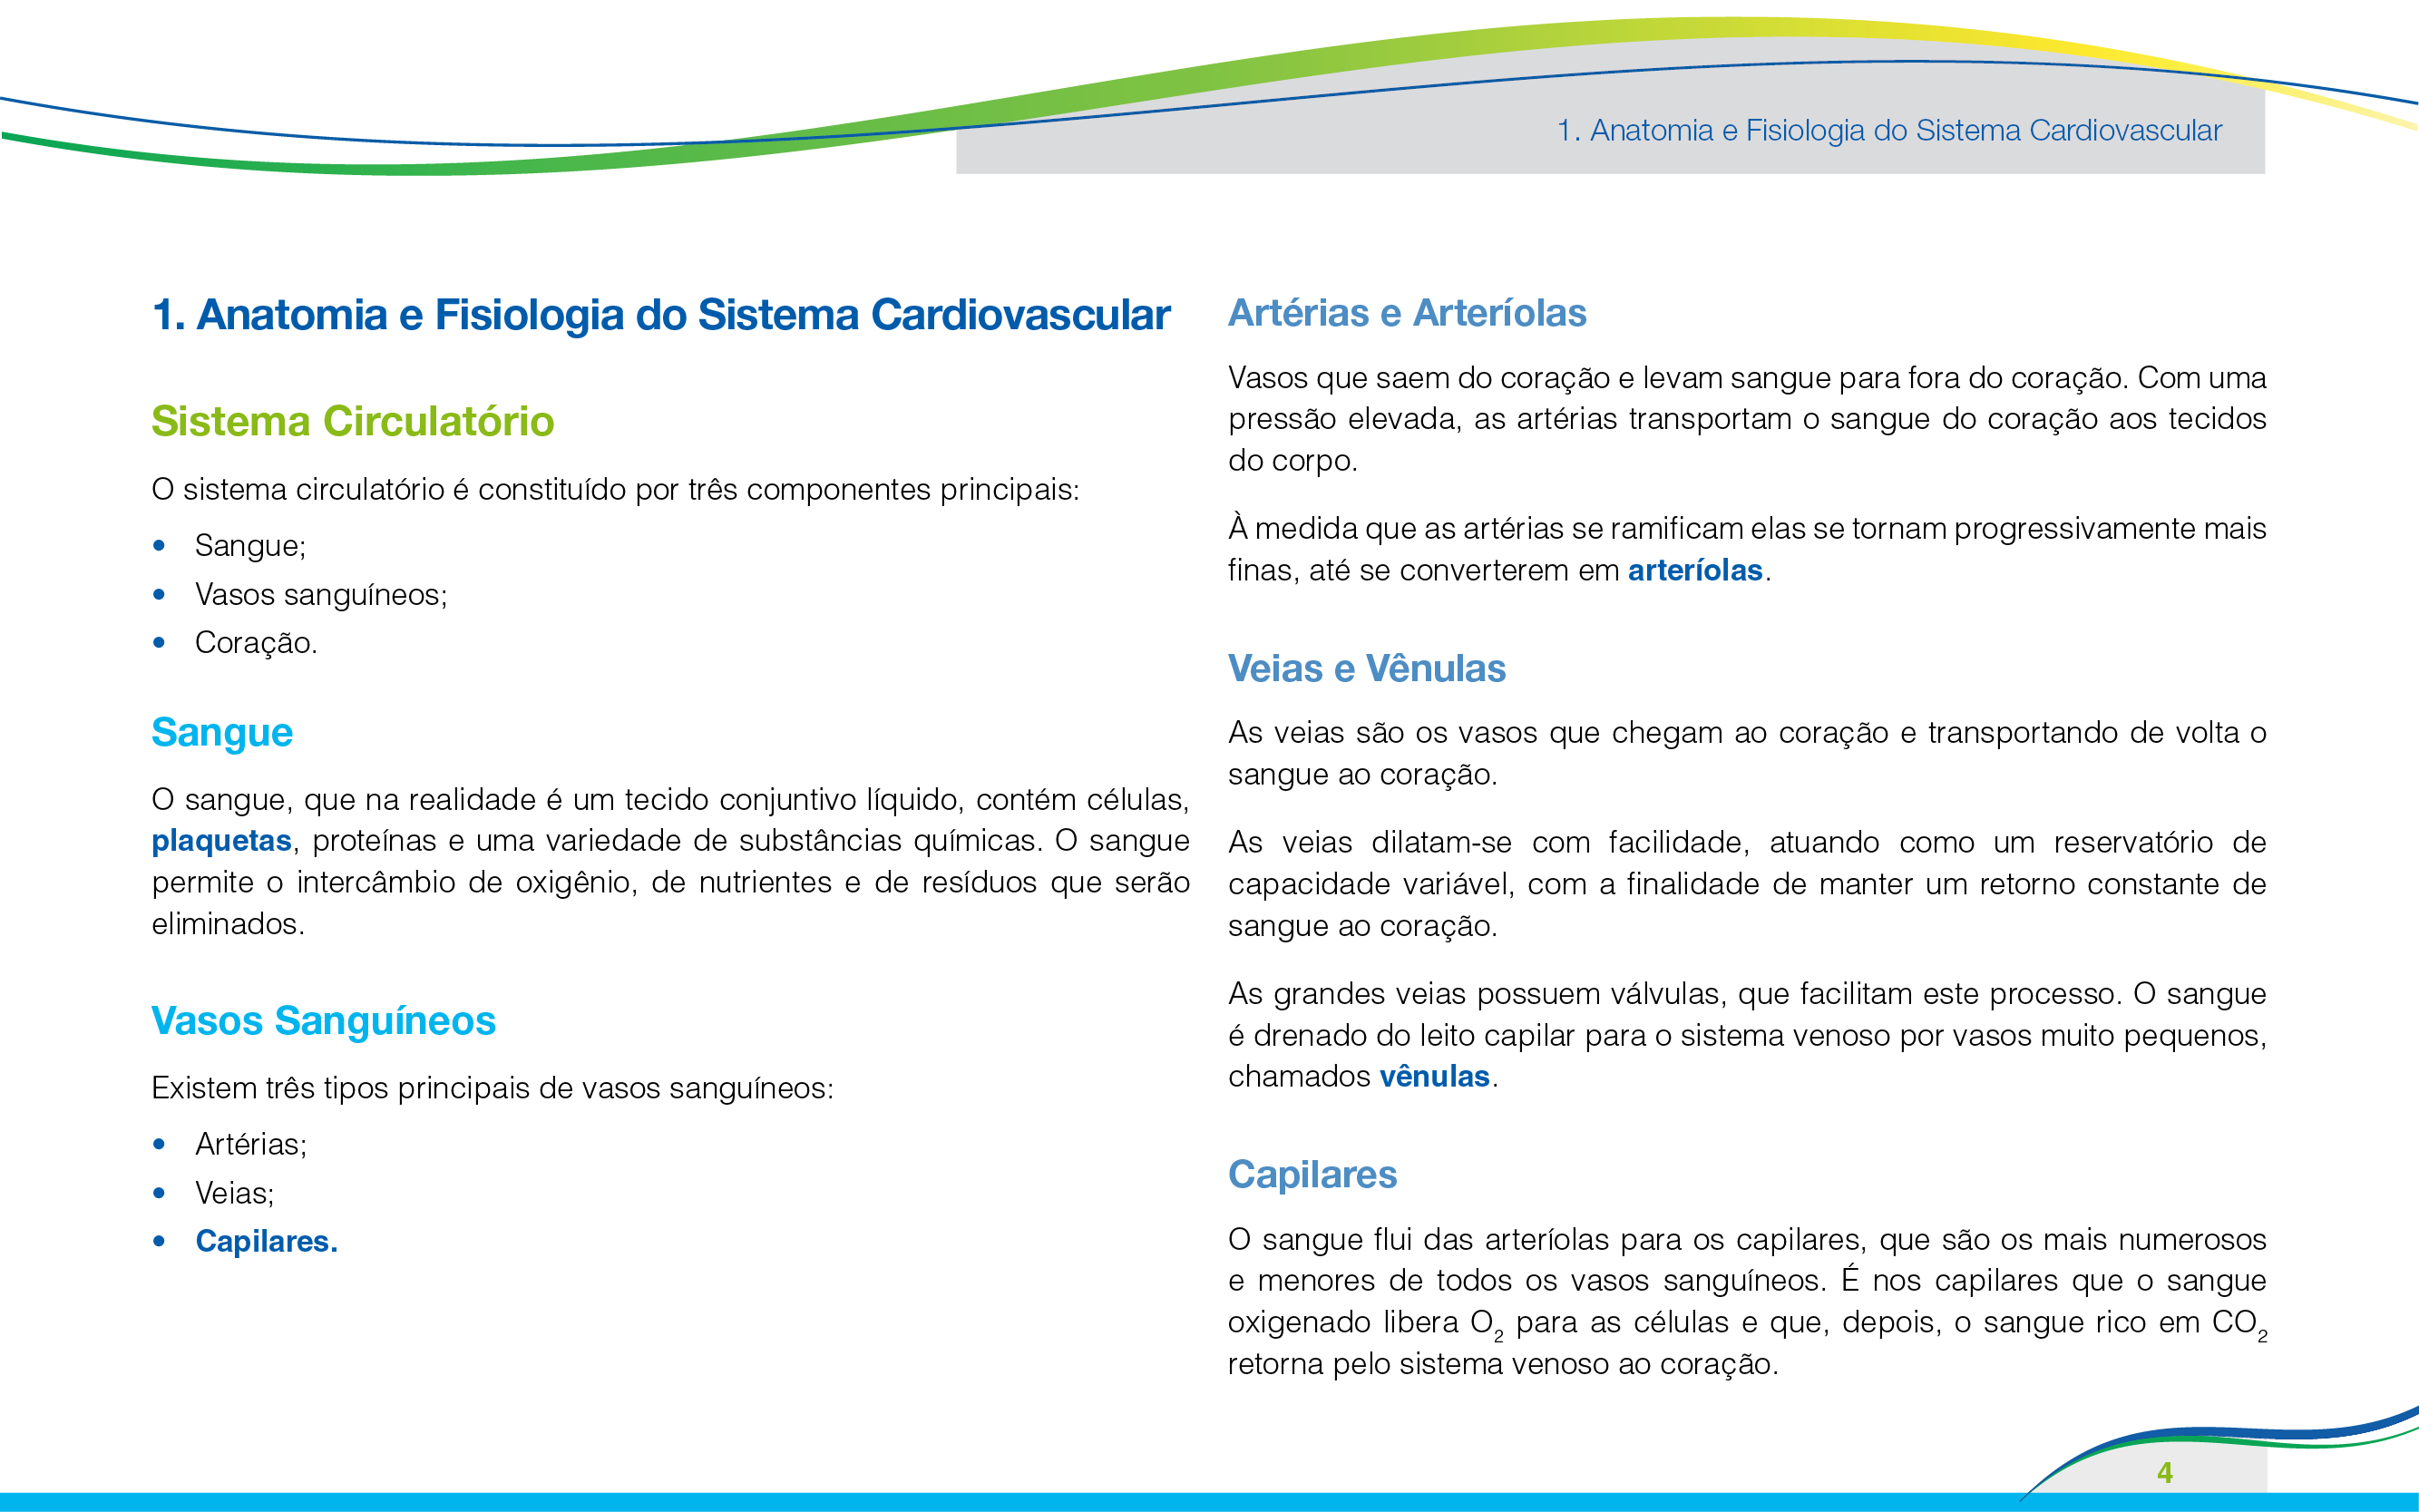 1. Anatomia e Fisiologia do Sistema Cardiovascular
1. Anatomia e Fisiologia do Sistema Cardiovascular
Sistema Circulatório
O sistema circulatório é constituído por três componentes principais:
• Sangue;
• Vasos sanguíneos;
• Coração.
Sangue
O sangue, que na realidade é um tecido conjuntivo líquido, contém células,
plaquetas, proteínas e uma variedade de substâncias químicas. O sangue
permite o intercâmbio de oxigênio, de nutrientes e de resíduos que serão
eliminados.
Vasos Sanguíneos
Existem três tipos principais de vasos sanguíneos:
• Artérias;
• Veias;
• Capilares.
Artérias e Arteríolas
Vasos que saem do coração e levam sangue para fora do coração. Com uma
pressão elevada, as artérias transportam o sangue do coração aos tecidos
do corpo.
À medida que as artérias se ramificam elas se tornam progressivamente mais
finas, até se converterem em arteríolas.
Veias e Vênulas
As veias são os vasos que chegam ao coração e transportando de volta o
sangue ao coração.
As veias dilatam-se com facilidade, atuando como um reservatório de
capacidade variável, com a finalidade de manter um retorno constante de
sangue ao coração.
As grandes veias possuem válvulas, que facilitam este processo. O sangue
é drenado do leito capilar para o sistema venoso por vasos muito pequenos,
chamados vênulas.
Capilares
O sangue flui das arteríolas para os capilares, que são os mais numerosos
e menores de todos os vasos sanguíneos. É nos capilares que o sangue
oxigenado libera O₂ para as células e que, depois, o sangue rico em CO₂
retorna pelo sistema venoso ao coração.
4